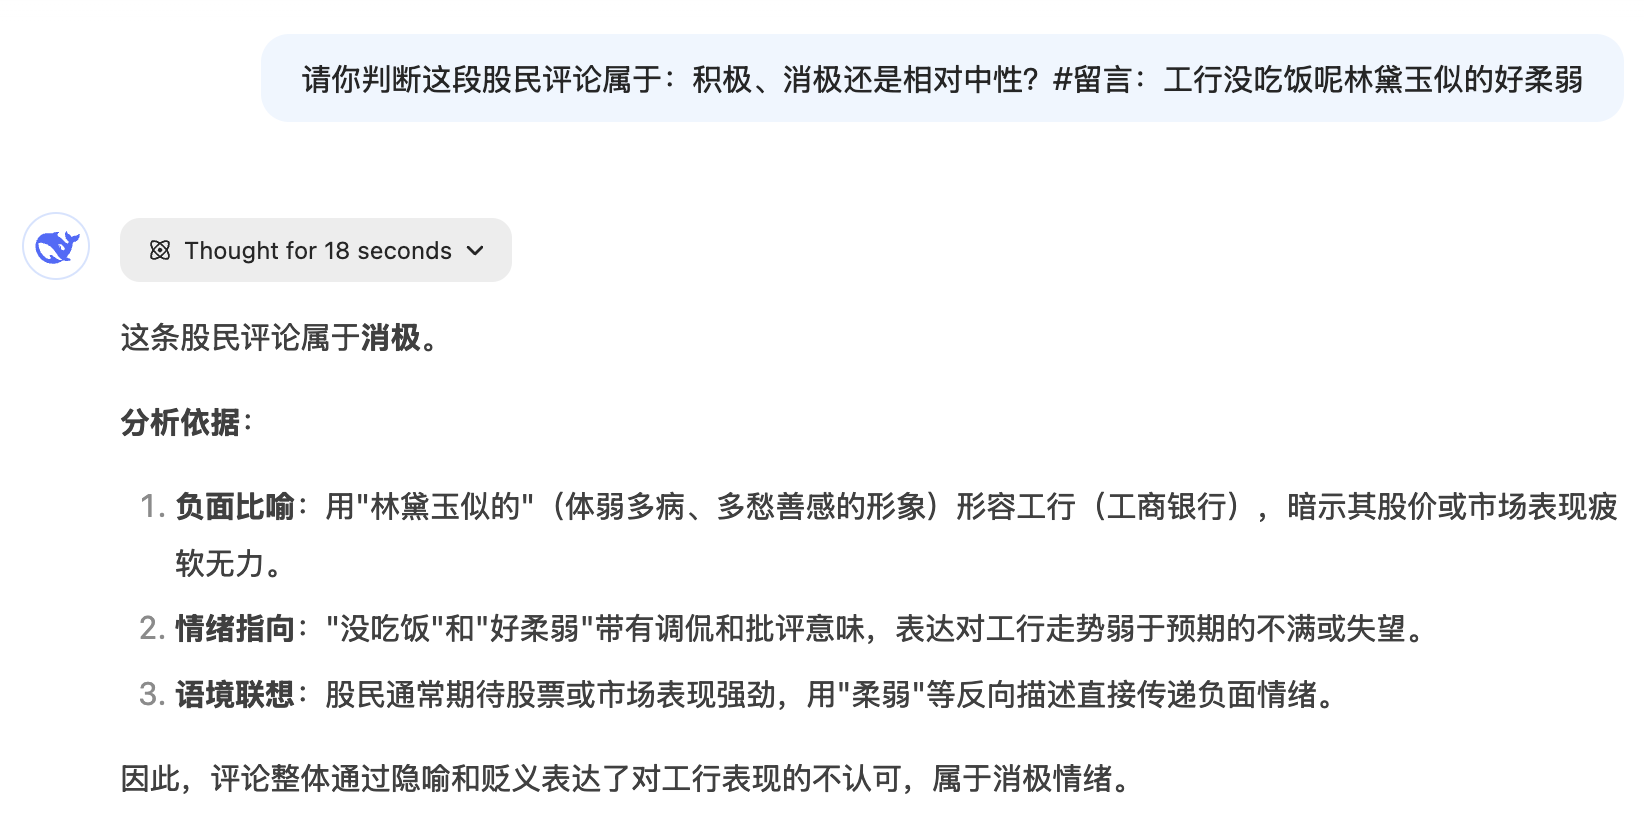 请你判断这段股民评论属于：积极、消极还是相对中性？#留言：工行没吃饭呢林黛玉似的好柔弱
Thought for 18 seconds
这条股民评论属于消极。
分析依据：
1. 负面比喻：用"林黛玉似的"（体弱多病、多愁善感的形象）形容工行（工商银行），暗示其股价或市场表现疲
软无力。
2. 情绪指向："没吃饭"和"好柔弱"带有调侃和批评意味，表达对工行走势弱于预期的不满或失望。
3. 语境联想：股民通常期待股票或市场表现强劲，用"柔弱"等反向描述直接传递负面情绪。
因此，评论整体通过隐喻和贬义表达了对工行表现的不认可，属于消极情绪。